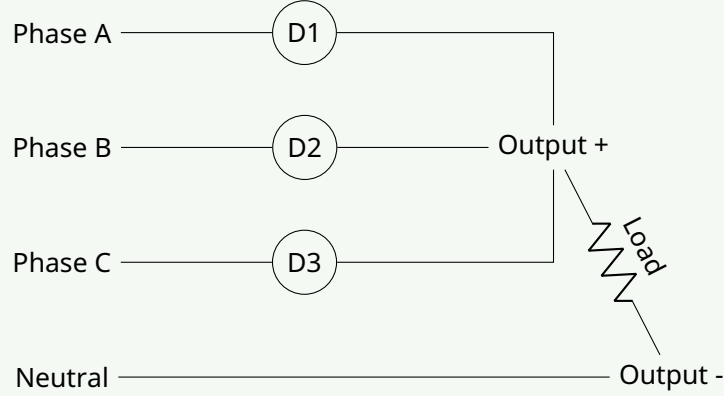 Phase A
D1
Phase B
D2
Output +
Phase C
D3
Load
Neutral
Output -